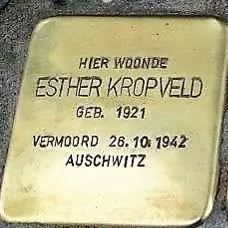 HIER WOONDE
ESTHER KROPVELD
GEB. 1921
VERMOORD 26.10.1942
AUSCHWITZ